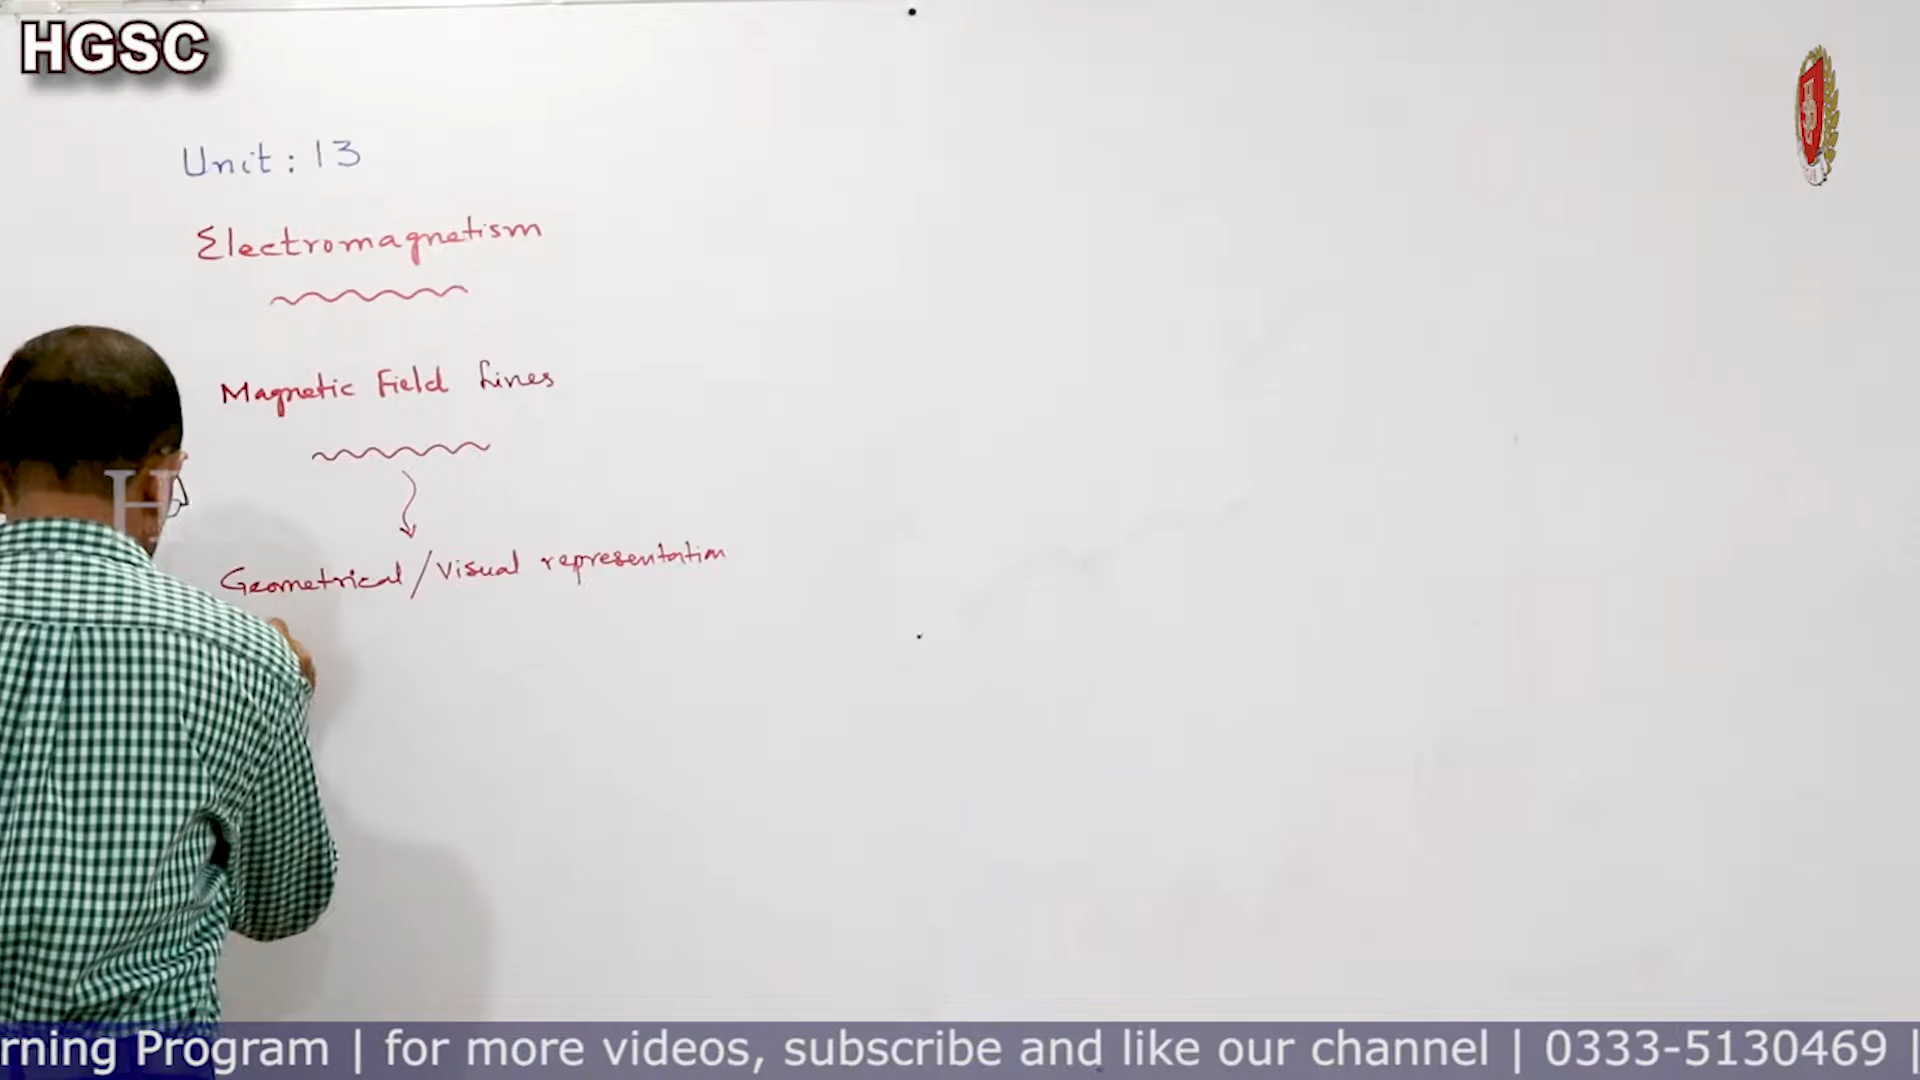 HGSC
Unit : 13
Electromagnetism
Magnetic Field Lines
H
Geometrical / Visual representation
rning Program | for more videos, subscribe and like our channel | 0333-5130469 |